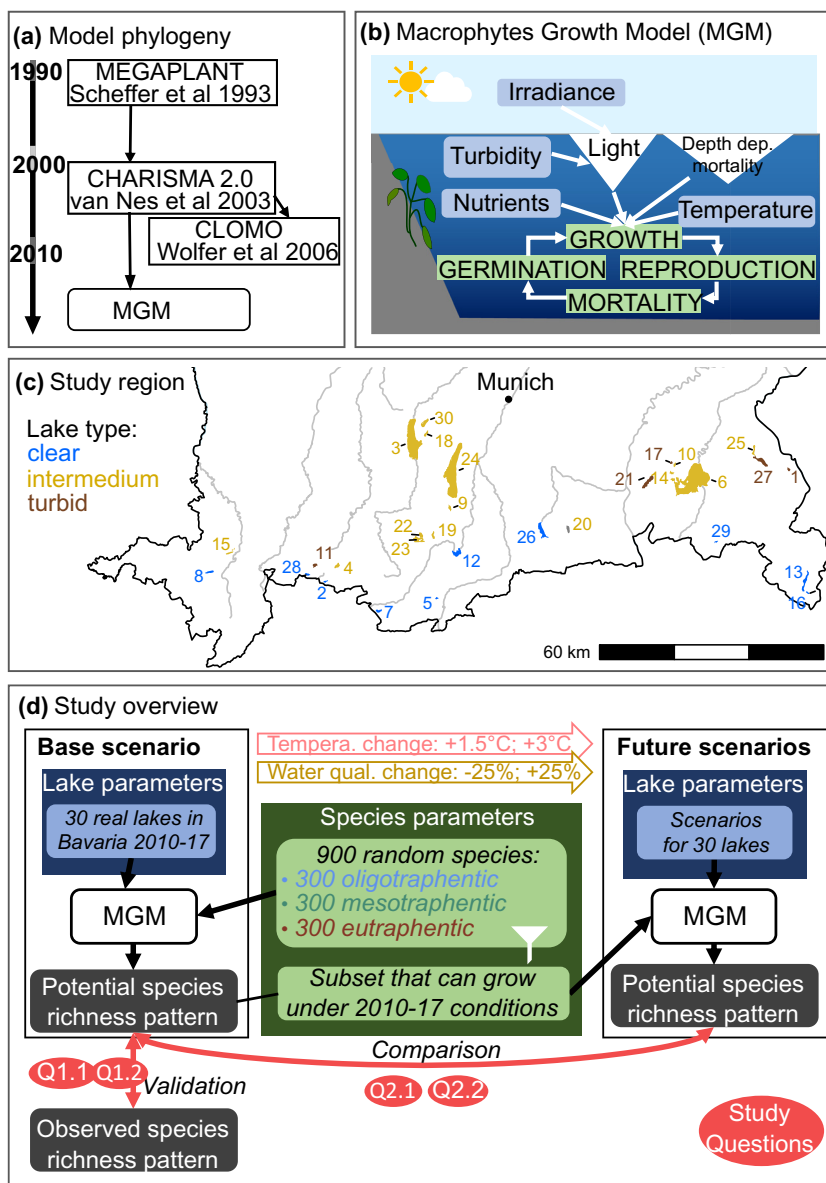 (a) Model phylogeny
1990
MEGAPLANT
Scheffer et al 1993
2000
CHARISMA 2.0
van Nes et al 2003
CLOMO
Wolfer et al 2006
2010
MGM
(b) Macrophytes Growth Model (MGM)
Irradiance
Turbidity
Light
Depth dep.
mortality
Nutrients
Temperature
GROWTH
GERMINATION
REPRODUCTION
MORTALITY
(c) Study region
Munich
Lake type:
clear
intermedium
turbid
30
3
18
24
9
17
10
25
21
14
6
27
1
15
8
11
28
4
2
22
23
19
12
7
5
26
20
29
13
16
60 km
(d) Study overview
Base scenario
Tempera. change: +1.5°C; +3°C
Water qual. change: -25%; +25%
Future scenarios
Lake parameters
30 real lakes in
Bavaria 2010-17
MGM
Potential species
richness pattern
Species parameters
900 random species:
• 300 oligotraphentic
• 300 mesotraphentic
• 300 eutraphentic
Subset that can grow
under 2010-17 conditions
Lake parameters
Scenarios
for 30 lakes
MGM
Potential species
richness pattern
Comparison
Q1.1
Q1.2
Validation
Q2.1
Q2.2
Observed species
richness pattern
Study
Questions